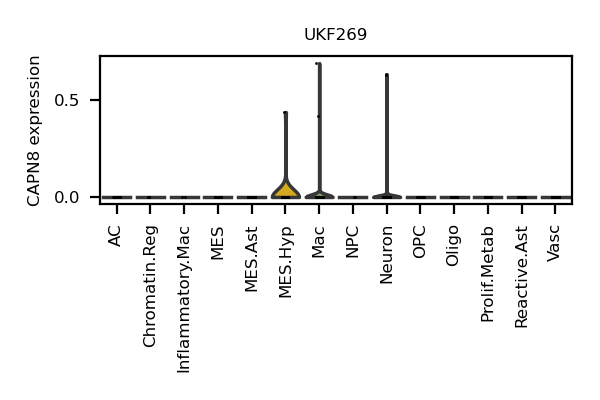 UKF269
CAPN8 expression
0.5
0.0
AC
Chromatin.Reg
Inflammatory.Mac
MES
MES.Ast
MES.Hyp
Mac
NPC
Neuron
OPC
Oligo
Prolif.Metab
Reactive.Ast
Vasc